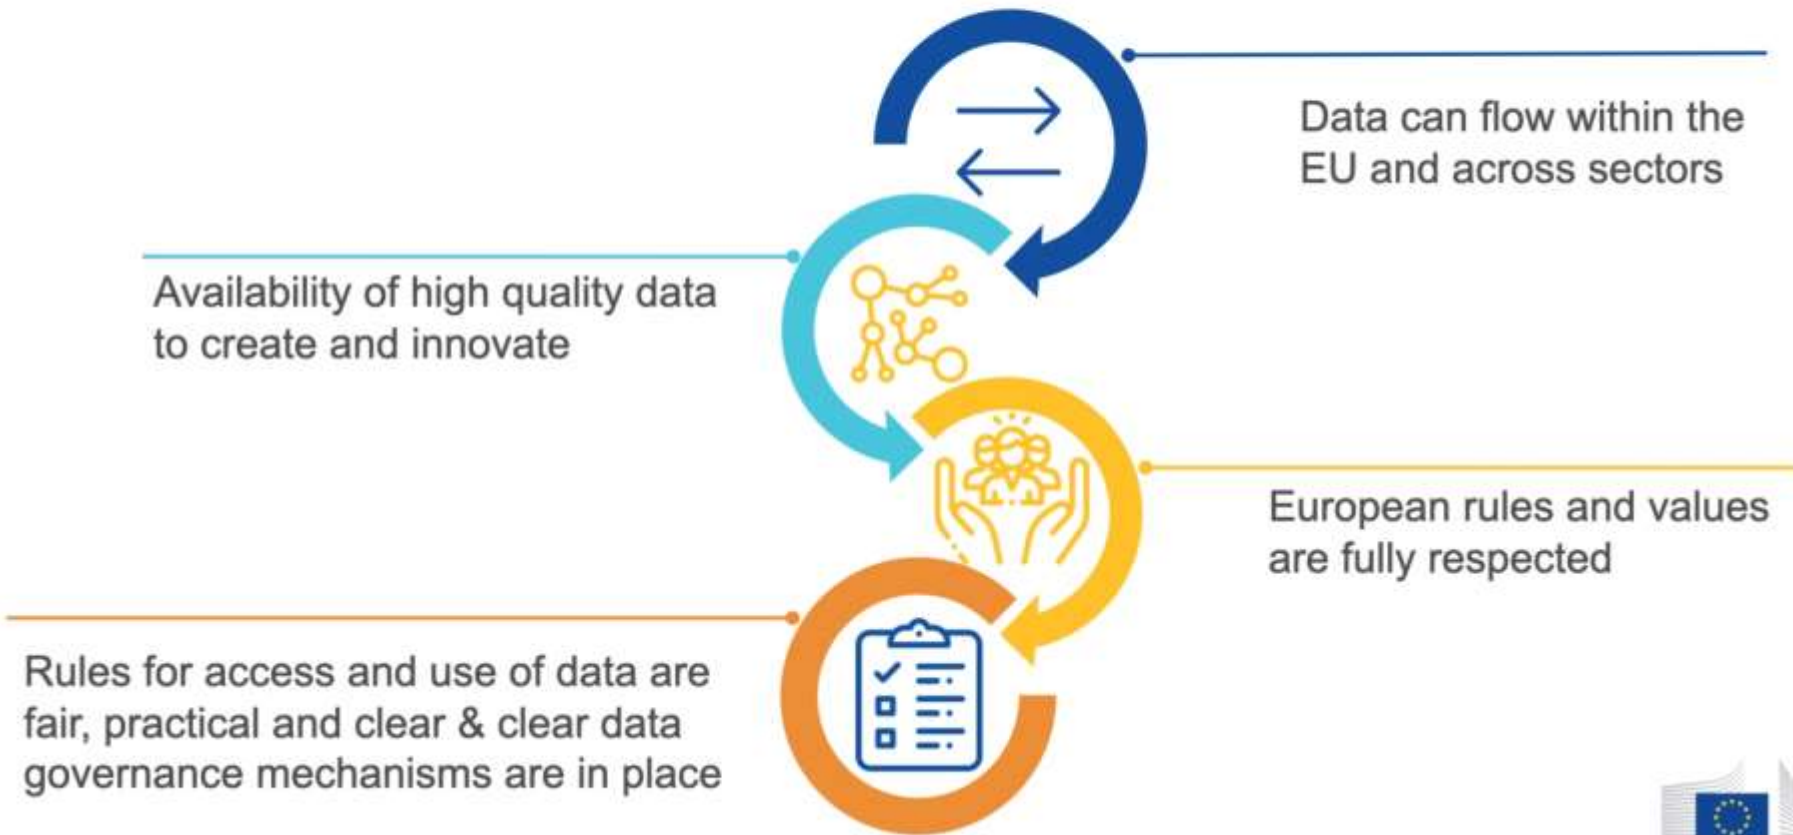 Data can flow within the
EU and across sectors
Availability of high quality data
to create and innovate
European rules and values
are fully respected
Rules for access and use of data are
fair, practical and clear & clear data
governance mechanisms are in place